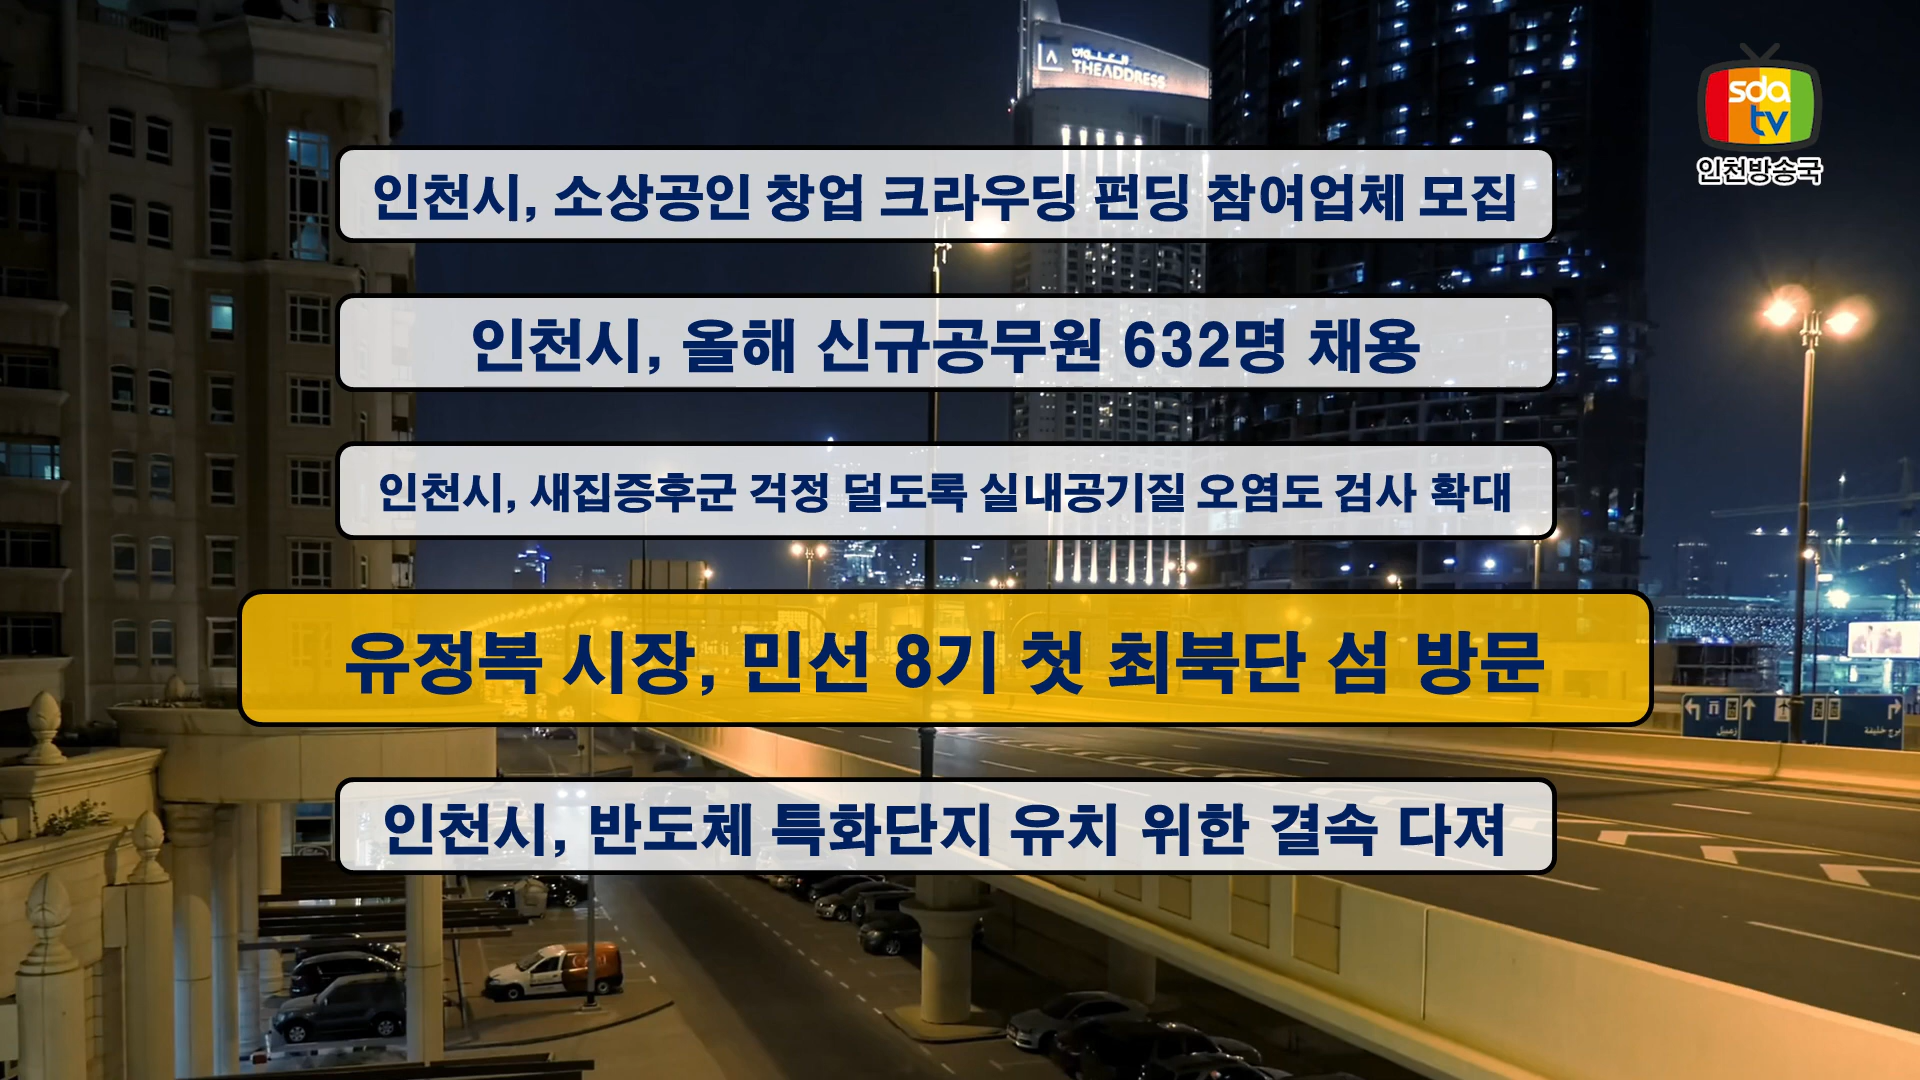 العنوان
THEADDRESS
sda
tv
인천방송국
인천시, 소상공인 창업 크라우딩 펀딩 참여업체 모집
인천시, 올해 신규공무원 632명 채용
인천시, 새집증후군 걱정 덜도록 실내공기질 오염도 검사 확대
유정복 시장, 민선 8기 첫 최북단 섬 방문
인천시, 반도체 특화단지 유치 위한 결속 다져
زعبيل
برج خليفة